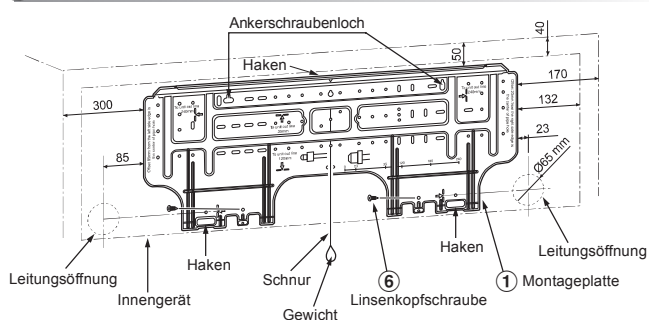 Ankerschraubenloch
Haken
50
40
300
170
132
85
23
Ø65 mm
Leitungsöffnung
Innengerät
Haken
Schnur
Gewicht
⑥
Linsenkopfschraube
Haken
① Montageplatte
Leitungsöffnung